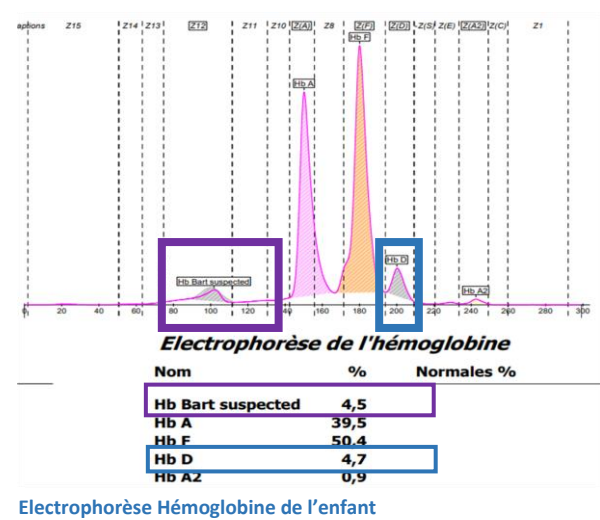 aptions Z15 Z14 Z13 Z12 Z11 Z10 Z(A) Z8 Z(F) Z(D) Z(S) Z(E) Z(A2) Z(C) Z1
Hb F
Hb A
Hb D
Hb Bart suspected
Hb A2
0 20 40 60 80 100 120 140 160 180 200 220 240 260 280 300
Electrophorèse de l'hémoglobine
Nom % Normales %
Hb Bart suspected 4,5
Hb A 39,5
Hb F 50,4
Hb D 4,7
Hb A2 0,9
Electrophorèse Hémoglobine de l'enfant